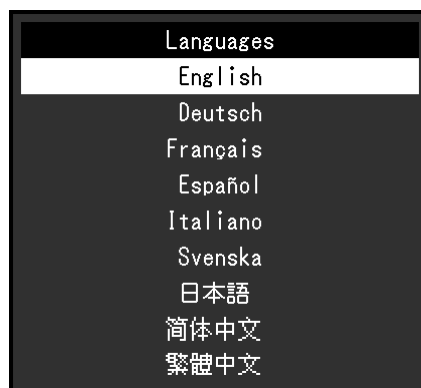 Languages
English
Deutsch
Français
Español
Italiano
Svenska
日本語
简体中文
繁體中文